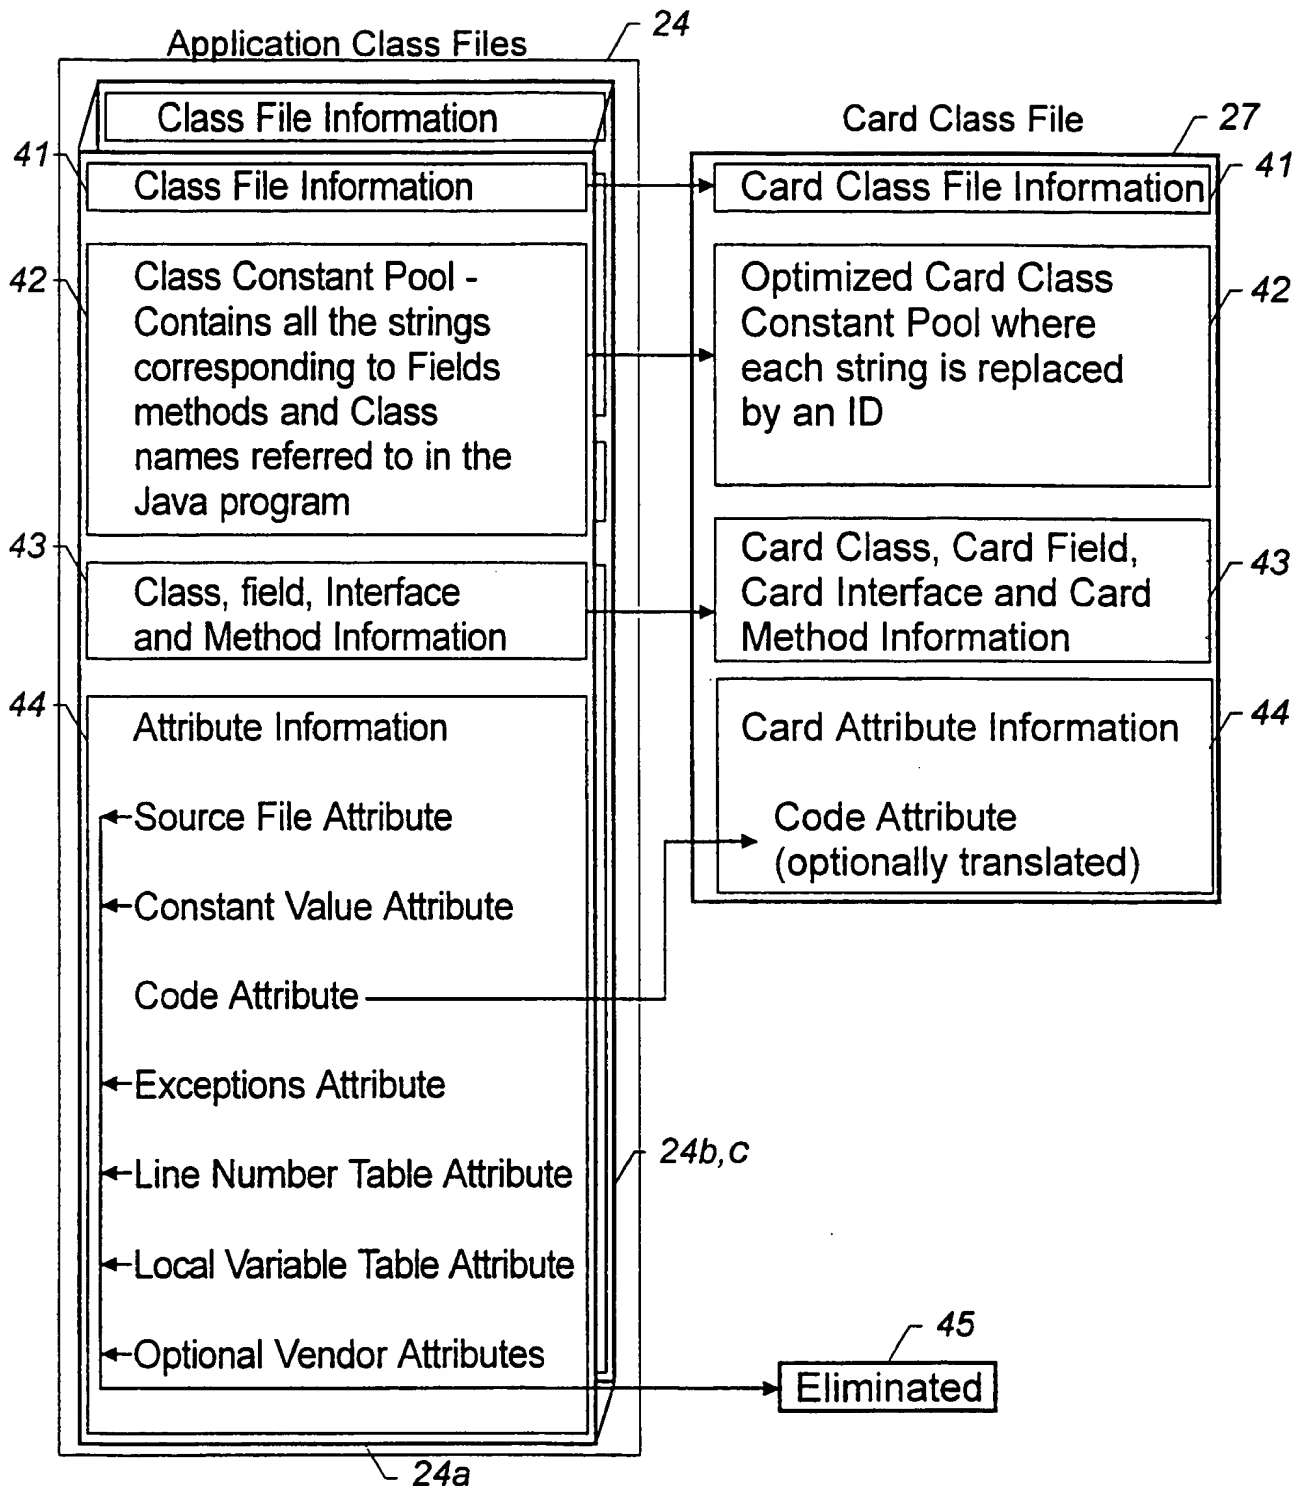 Application Class Files
24
Class File Information
41
Class File Information
42
Class Constant Pool -
Contains all the strings
corresponding to Fields
methods and Class
names referred to in the
Java program
43
Class, field, Interface
and Method Information
44
Attribute Information
Source File Attribute
Constant Value Attribute
Code Attribute
Exceptions Attribute
Line Number Table Attribute
Local Variable Table Attribute
Optional Vendor Attributes
24b,c
24a
Card Class File
27
Card Class File Information
41
Optimized Card Class
Constant Pool where
each string is replaced
by an ID
42
Card Class, Card Field,
Card Interface and Card
Method Information
43
Card Attribute Information
44
Code Attribute
(optionally translated)
45
Eliminated